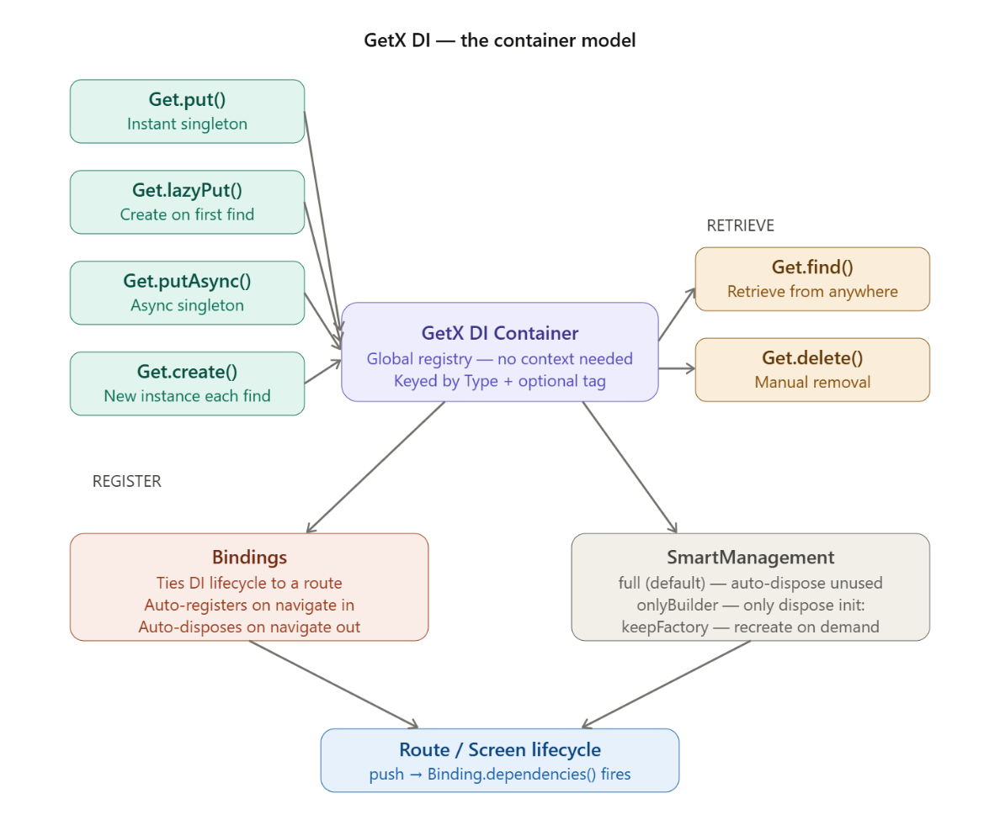 GetX DI — the container model
Get.put()
Instant singleton
Get.lazyPut()
Create on first find
Get.putAsync()
Async singleton
Get.create()
New instance each find
REGISTER
GetX DI Container
Global registry — no context needed
Keyed by Type + optional tag
RETRIEVE
Get.find()
Retrieve from anywhere
Get.delete()
Manual removal
Bindings
Ties DI lifecycle to a route
Auto-registers on navigate in
Auto-disposes on navigate out
SmartManagement
full (default) — auto-dispose unused
onlyBuilder — only dispose init:
keepFactory — recreate on demand
Route / Screen lifecycle
push → Binding.dependencies() fires